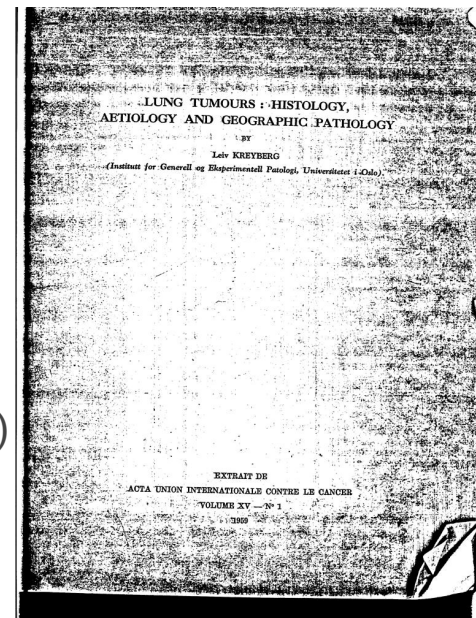 LUNG TUMOURS : HISTOLOGY,
AETIOLOGY AND GEOGRAPHIC PATHOLOGY
BY
Leiv KREYBERG
(Institutt for Generell og Eksperimentell Patologi, Universitetet i Oslo).
EXTRAIT DE
ACTA UNION INTERNATIONALE CONTRE LE CANCER
VOLUME XV — N° 1
1959